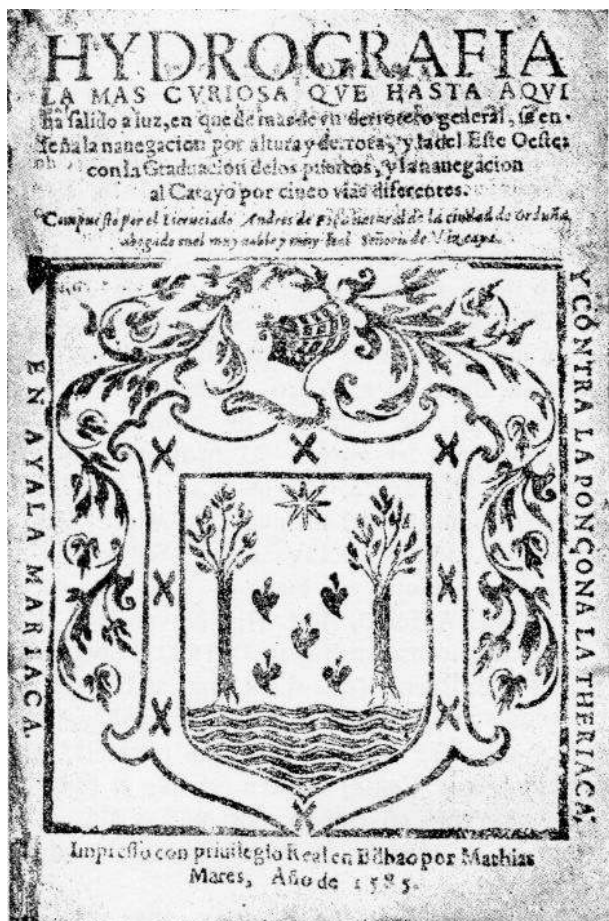 HYDROGRAFIA
LA MAS CVRIOSA QVE HASTA AQVI
ha salido a luz, en que de mas de vn derrotero general, se en-
seña la nauegacion por altura y derrota, y la del Este Oeste:
con la Graduacion de los puertos, y la nauegacion
al Catayo por cinco vias diferentes.
Compuesto por el Licenciado Andres de Poça natural de la ciudad de Orduña
abogado en el muy noble y muy leal Señorio de Vizcaya.
EN AYALA MARIACA
Y CONTRA LA PONÇONA LA THERIACA,
Impresso con priuilegio Real en Bilbao por Mathias
Mares, Año de 1585.